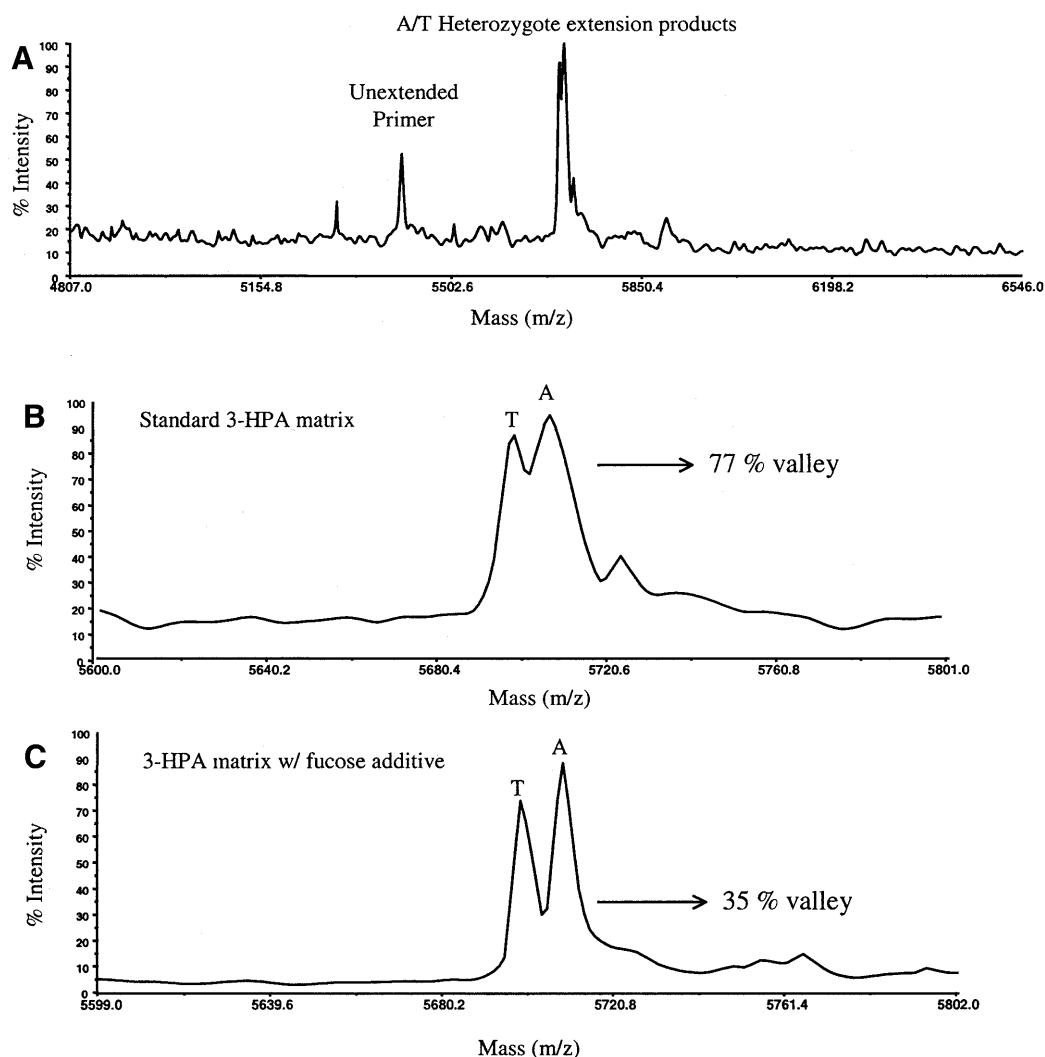 A
A/T Heterozygote extension products
Unextended
Primer
% Intensity
100
90
80
70
60
50
40
30
20
10
0
4807.0 5154.8 5502.6 5850.4 6198.2 6546.0
Mass (m/z)
B
Standard 3-HPA matrix
T
A
77 % valley
% Intensity
100
90
80
70
60
50
40
30
20
10
0
5600.0 5640.2 5680.4 5720.6 5760.8 5801.0
Mass (m/z)
C
3-HPA matrix w/ fucose additive
T
A
35 % valley
% Intensity
100
90
80
70
60
50
40
30
20
10
0
5599.0 5639.6 5680.2 5720.8 5761.4 5802.0
Mass (m/z)